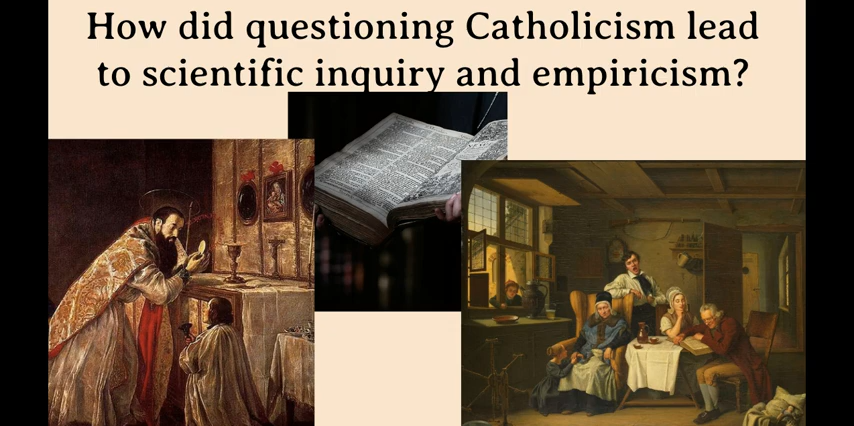 How did questioning Catholicism lead
to scientific inquiry and empiricism?